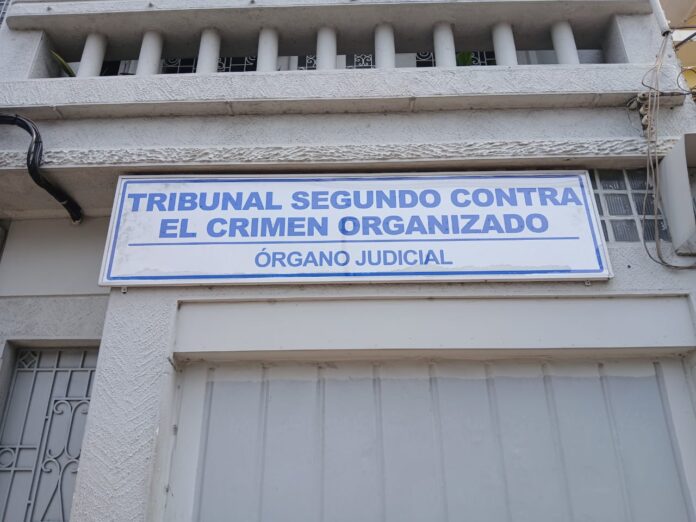 TRIBUNAL SEGUNDO CONTRA
EL CRIMEN ORGANIZADO
ÓRGANO JUDICIAL